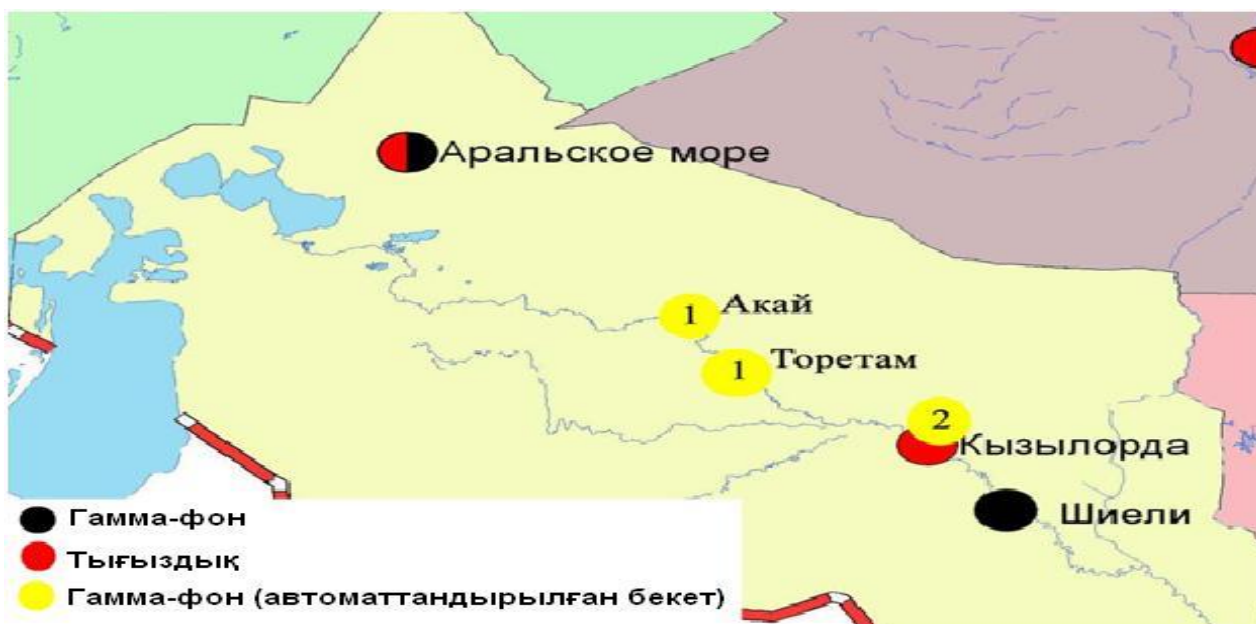 Аральское море
1 Акай
1 Торетам
2
Кызылорда
Шиели
Гамма-фон
Тығыздық
Гамма-фон (автоматтандырылған бекет)